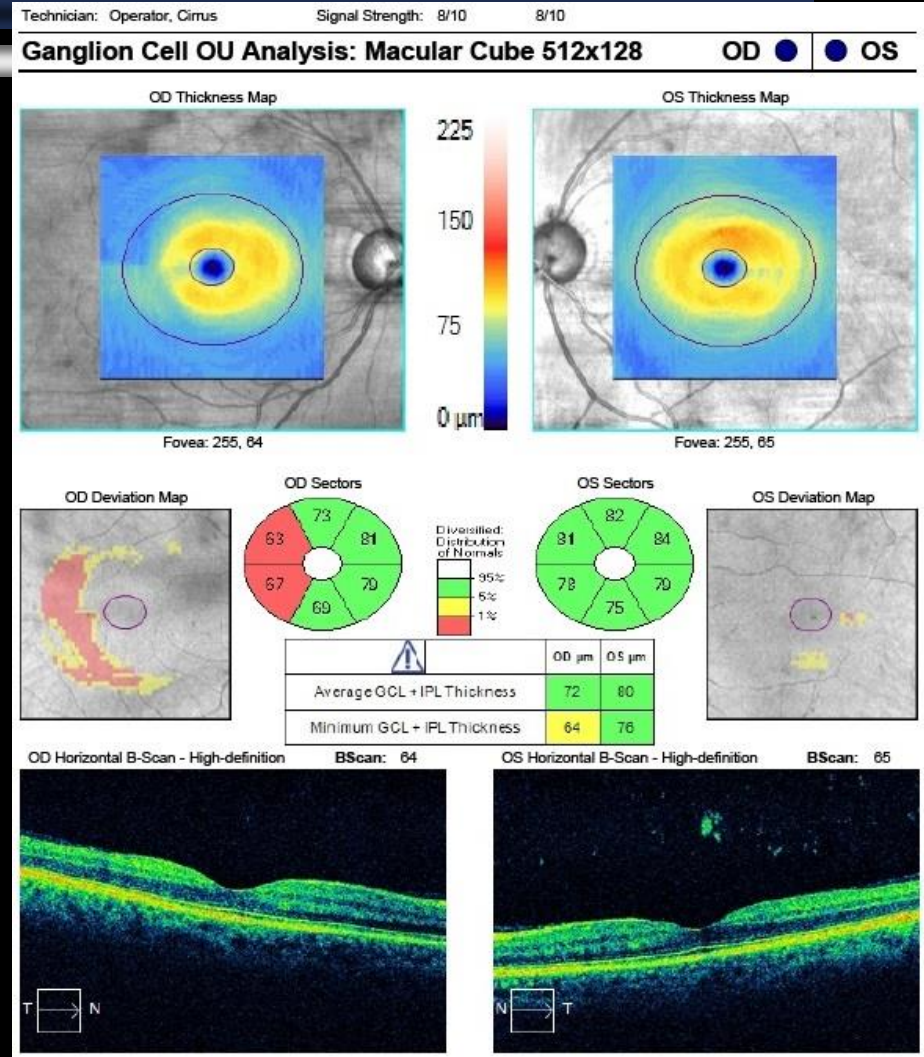 Technician: Operator, Cirrus Signal Strength: 8/10 8/10
Ganglion Cell OU Analysis: Macular Cube 512x128 OD OS
OD Thickness Map
OS Thickness Map
225
150
75
0 µm
Fovea: 255, 64
Fovea: 255, 65
OD Deviation Map
OD Sectors
OS Sectors
OS Deviation Map
73
63 81
67 79
69
Diversified:
Distribution
of Normals
95%
5%
1%
82
81 84
78 79
75
OD µm OS µm
Average GCL + IPL Thickness 72 80
Minimum GCL + IPL Thickness 64 76
OD Horizontal B-Scan - High-definition BScan: 64
OS Horizontal B-Scan - High-definition BScan: 65
T N
N T